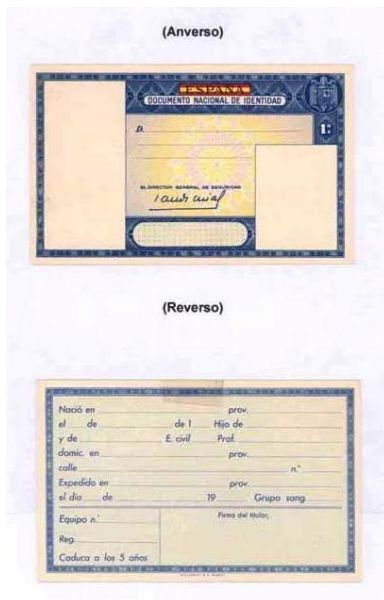 (Anverso)
ESPAÑA
DOCUMENTO NACIONAL DE IDENTIDAD
D.
1ª
EL DIRECTOR GENERAL DE SEGURIDAD
(Reverso)
Nació en prov.
el de de 1 Hijo de
y de E. civil Prof.
domic. en prov.
calle n.º
Expedido en prov.
el dia de 19 Grupo sang.
Equipo n.º Firma del titular,
Reg.
Caduca a los 5 años